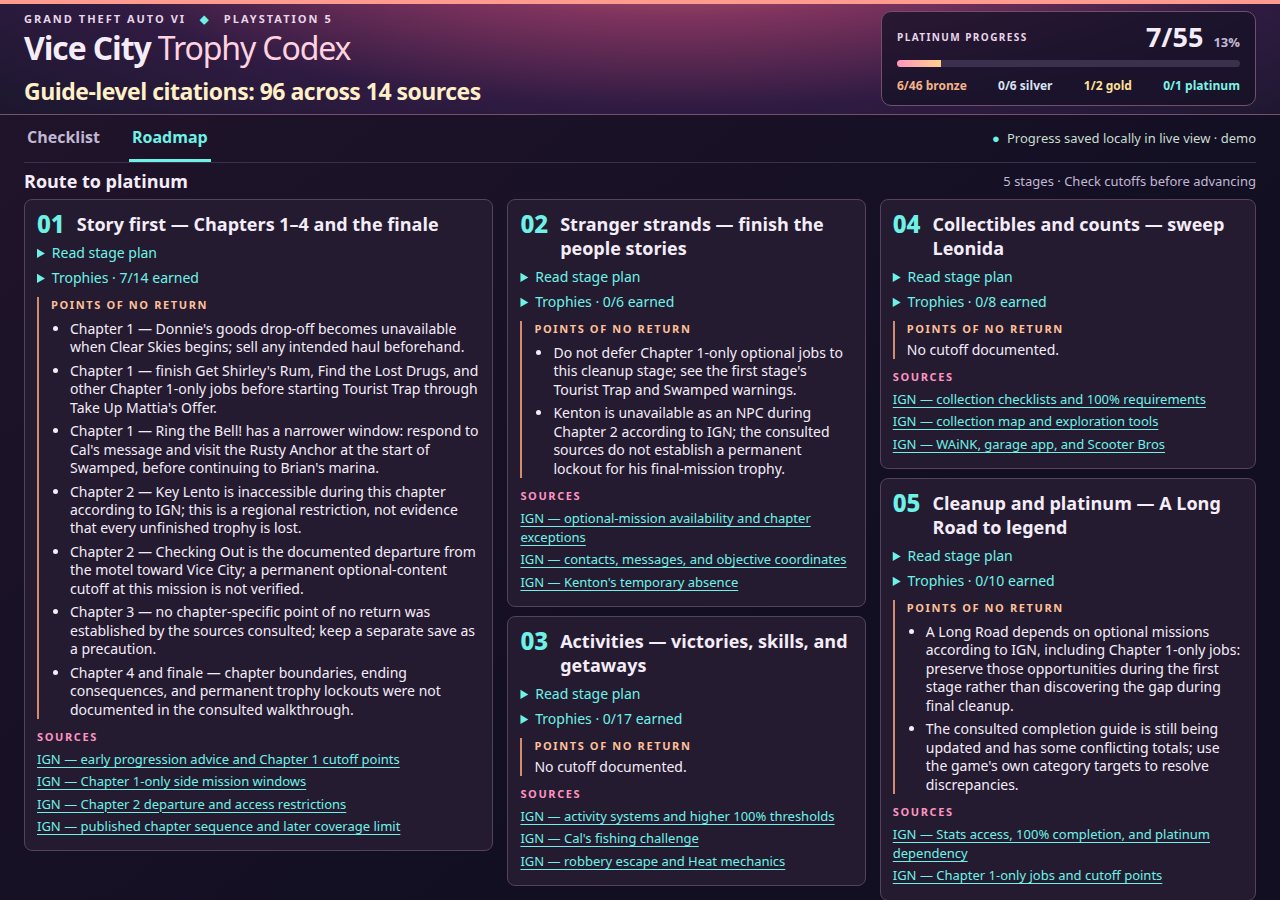 GRAND THEFT AUTO VI ◆ PLAYSTATION 5
Vice City Trophy Codex
Guide-level citations: 96 across 14 sources
PLATINUM PROGRESS
7/55 13%
6/46 bronze 0/6 silver 1/2 gold 0/1 platinum
Checklist Roadmap
● Progress saved locally in live view · demo
Route to platinum
5 stages · Check cutoffs before advancing
01 Story first — Chapters 1–4 and the finale
▶ Read stage plan
▶ Trophies · 7/14 earned
POINTS OF NO RETURN
• Chapter 1 — Donnie's goods drop-off becomes unavailable
when Clear Skies begins; sell any intended haul beforehand.
• Chapter 1 — finish Get Shirley's Rum, Find the Lost Drugs, and
other Chapter 1-only jobs before starting Tourist Trap through
Take Up Mattia's Offer.
• Chapter 1 — Ring the Bell! has a narrower window: respond to
Cal's message and visit the Rusty Anchor at the start of
Swamped, before continuing to Brian's marina.
• Chapter 2 — Key Lento is inaccessible during this chapter
according to IGN; this is a regional restriction, not evidence
that every unfinished trophy is lost.
• Chapter 2 — Checking Out is the documented departure from
the motel toward Vice City; a permanent optional-content
cutoff at this mission is not verified.
• Chapter 3 — no chapter-specific point of no return was
established by the sources consulted; keep a separate save as
a precaution.
• Chapter 4 and finale — chapter boundaries, ending
consequences, and permanent trophy lockouts were not
documented in the consulted walkthrough.
SOURCES
IGN — early progression advice and Chapter 1 cutoff points
IGN — Chapter 1-only side mission windows
IGN — Chapter 2 departure and access restrictions
IGN — published chapter sequence and later coverage limit
02 Stranger strands — finish the
people stories
▶ Read stage plan
▶ Trophies · 0/6 earned
POINTS OF NO RETURN
• Do not defer Chapter 1-only optional jobs to
this cleanup stage; see the first stage's
Tourist Trap and Swamped warnings.
• Kenton is unavailable as an NPC during
Chapter 2 according to IGN; the consulted
sources do not establish a permanent
lockout for his final-mission trophy.
SOURCES
IGN — optional-mission availability and chapter
exceptions
IGN — contacts, messages, and objective coordinates
IGN — Kenton's temporary absence
03 Activities — victories, skills, and
getaways
▶ Read stage plan
▶ Trophies · 0/17 earned
POINTS OF NO RETURN
No cutoff documented.
SOURCES
IGN — activity systems and higher 100% thresholds
IGN — Cal's fishing challenge
IGN — robbery escape and Heat mechanics
04 Collectibles and counts — sweep
Leonida
▶ Read stage plan
▶ Trophies · 0/8 earned
POINTS OF NO RETURN
No cutoff documented.
SOURCES
IGN — collection checklists and 100% requirements
IGN — collection map and exploration tools
IGN — WAiNK, garage app, and Scooter Bros
05 Cleanup and platinum — A Long
Road to legend
▶ Read stage plan
▶ Trophies · 0/10 earned
POINTS OF NO RETURN
• A Long Road depends on optional missions
according to IGN, including Chapter 1-only jobs:
preserve those opportunities during the first
stage rather than discovering the gap during
final cleanup.
• The consulted completion guide is still being
updated and has some conflicting totals; use
the game's own category targets to resolve
discrepancies.
SOURCES
IGN — Stats access, 100% completion, and platinum
dependency
IGN — Chapter 1-only jobs and cutoff points